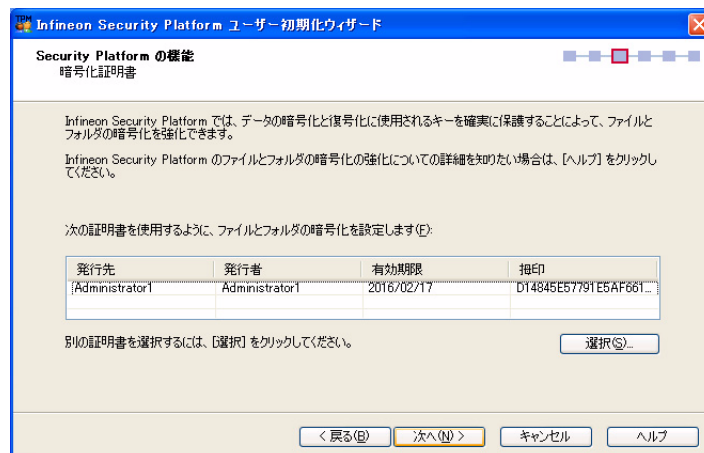 Infineon Security Platform ユーザー初期化ウィザード
Security Platform の機能
暗号化証明書
Infineon Security Platform では、データの暗号化と復号化に使用されるキーを確実に保護することによって、ファイルと
フォルダの暗号化を強化できます。
Infineon Security Platform のファイルとフォルダの暗号化の強化についての詳細を知りたい場合は、[ヘルプ] をクリックし
てください。
次の証明書を使用するように、ファイルとフォルダの暗号化を設定します(F):
発行先 発行者 有効期限 拇印
Administrator1 Administrator1 2016/02/17 D14845E57791E5AF661...
別の証明書を選択するには、[選択] をクリックしてください。
選択(S)...
< 戻る(B) 次へ(N) > キャンセル ヘルプ